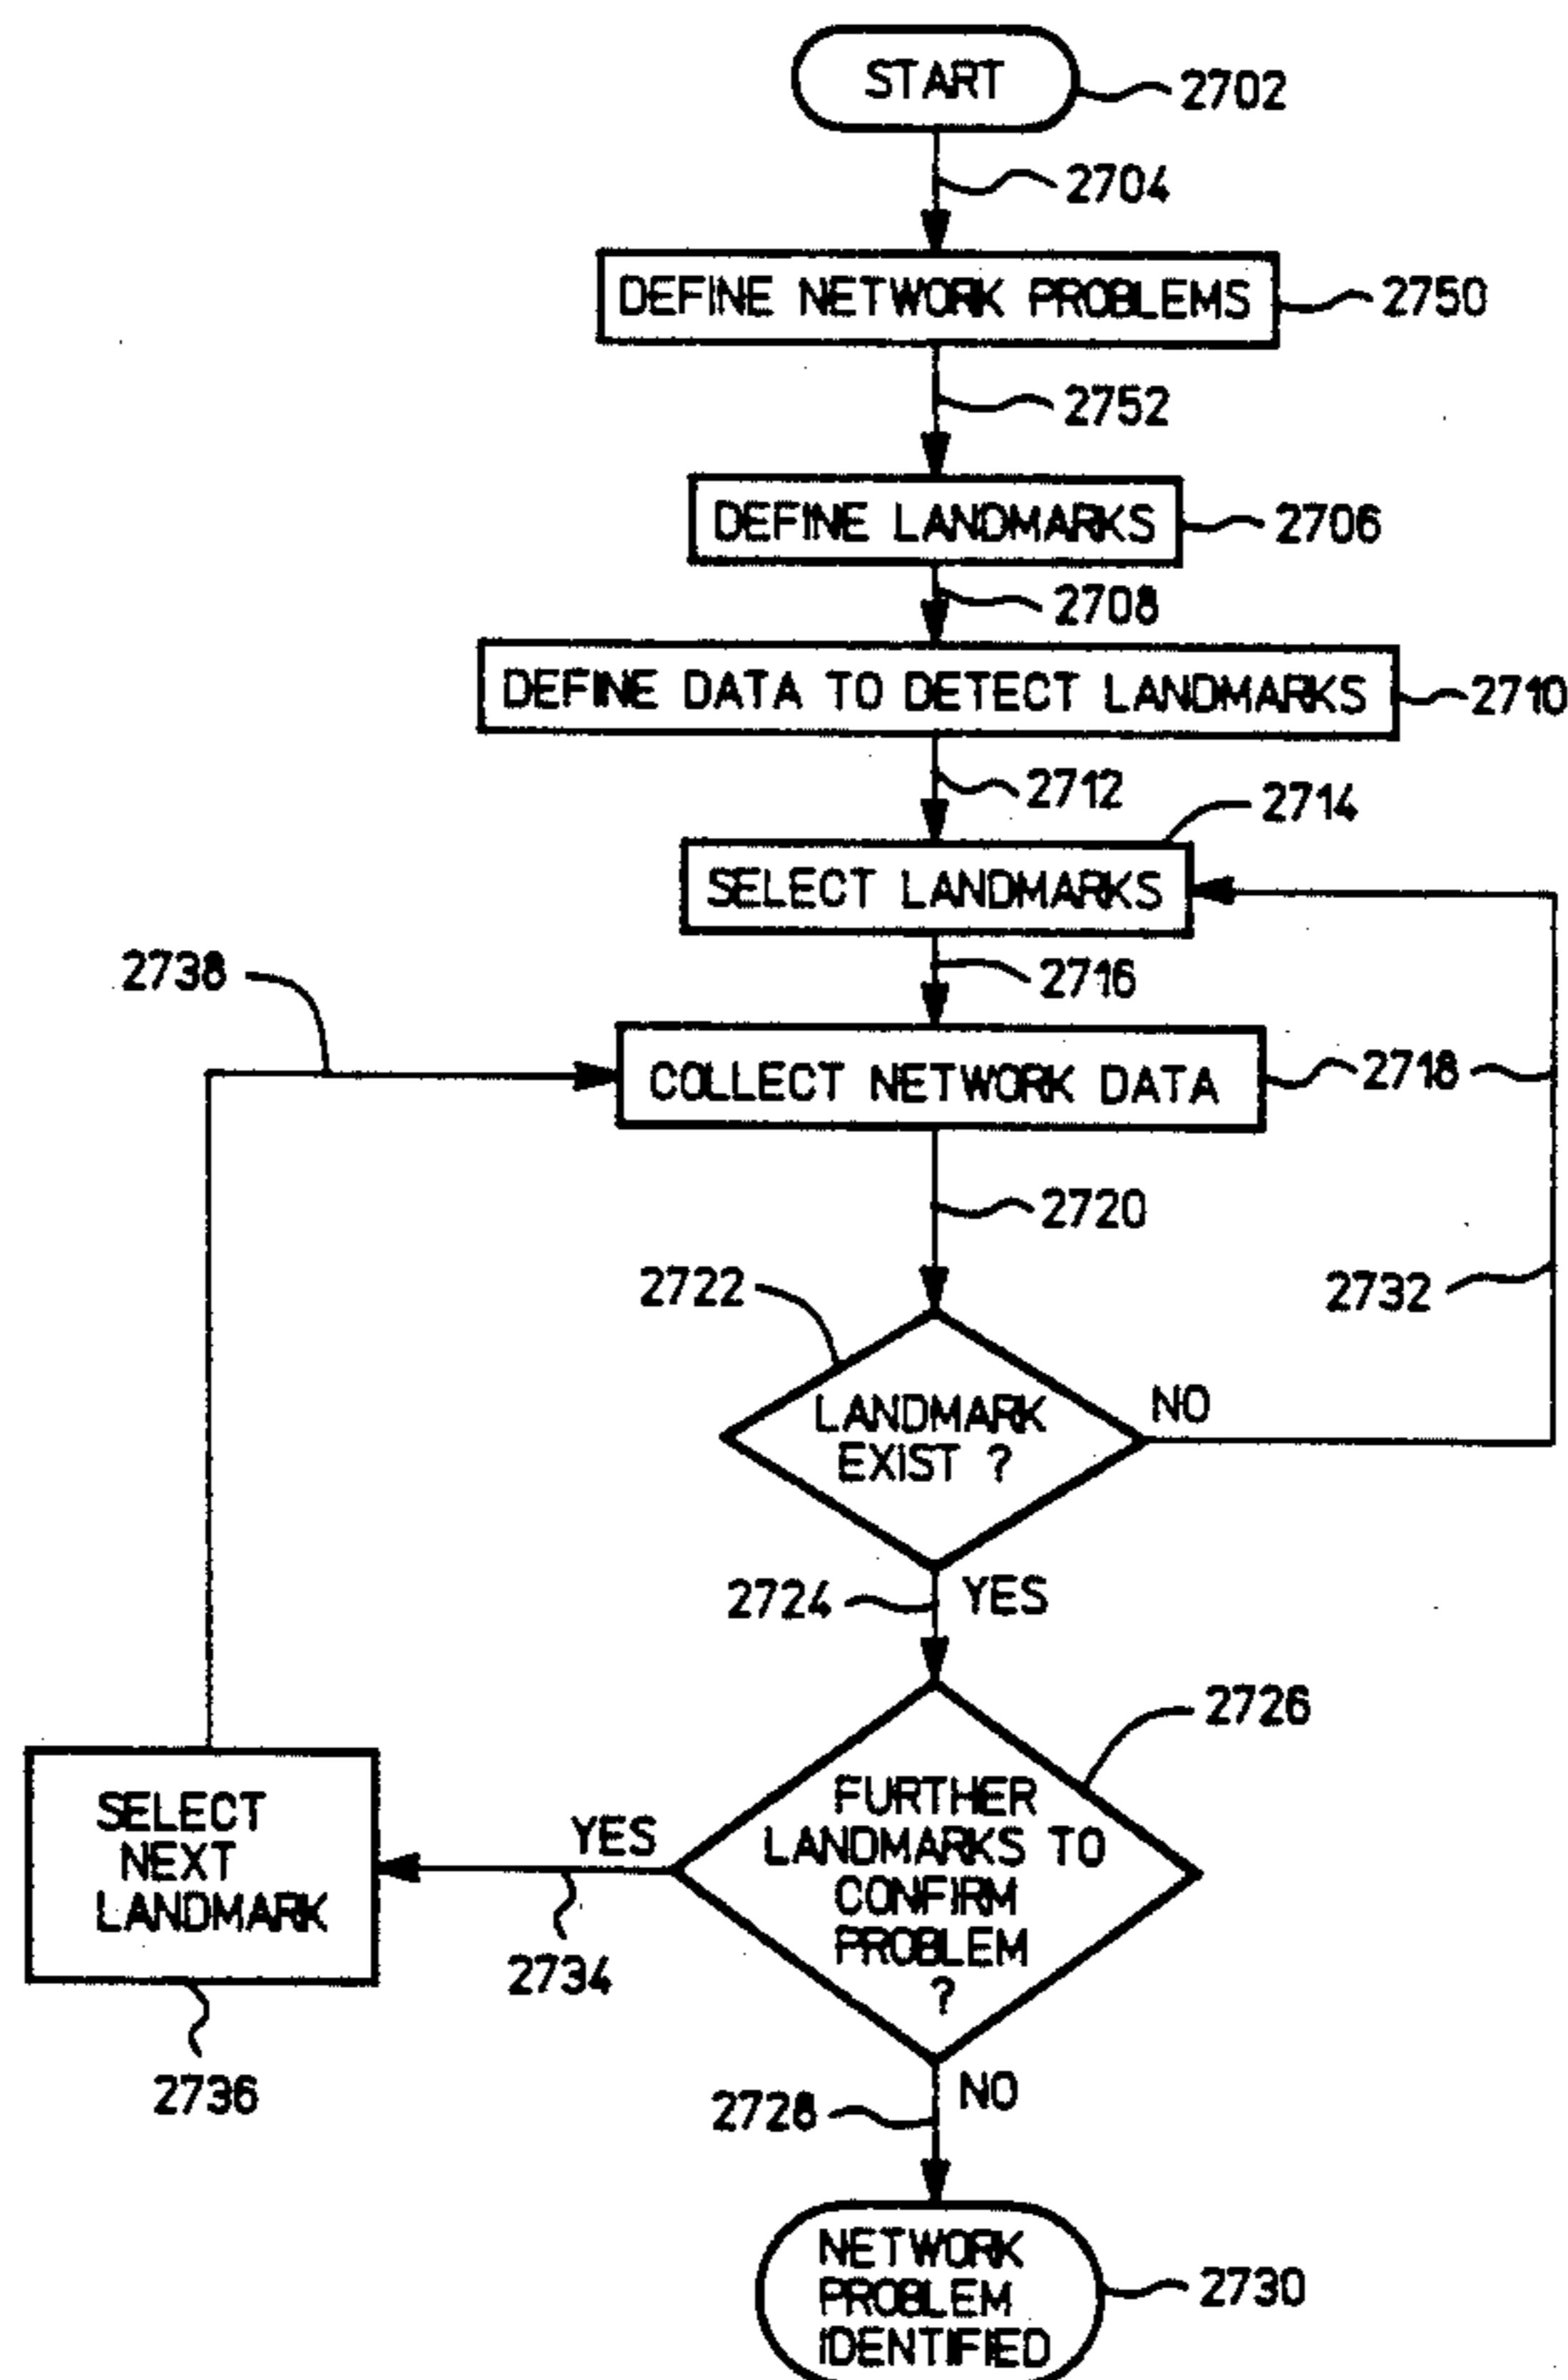 START
2702
2704
DEFINE NETWORK PROBLEMS
2750
2752
DEFINE LANDMARKS
2706
2708
DEFINE DATA TO DETECT LANDMARKS
2710
2712
2714
SELECT LANDMARKS
2716
2738
COLLECT NETWORK DATA
2718
2720
2722
2732
LANDMARK
EXIST ?
NO
2724
YES
2726
FURTHER
LANDMARKS TO
CONFIRM
PROBLEM
?
YES
2734
SELECT
NEXT
LANDMARK
2736
2728
NO
NETWORK
PROBLEM
IDENTIFIED
2730